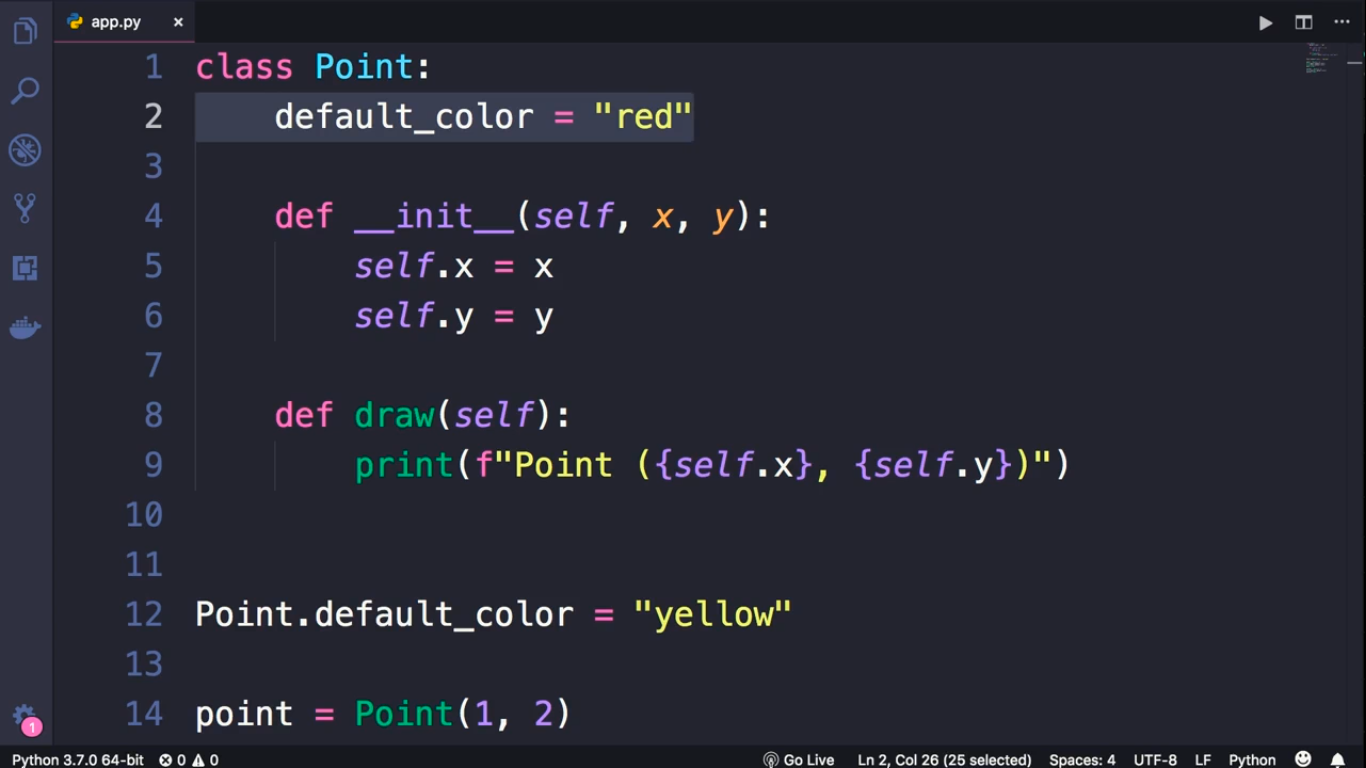 app.py ×
1 class Point:
2     default_color = "red"
3
4     def __init__(self, x, y):
5         self.x = x
6         self.y = y
7
8     def draw(self):
9         print(f"Point ({self.x}, {self.y})")
10
11
12 Point.default_color = "yellow"
13
14 point = Point(1, 2)
1
Python 3.7.0 64-bit 0 0 Go Live Ln 2, Col 26 (25 selected) Spaces: 4 UTF-8 LF Python